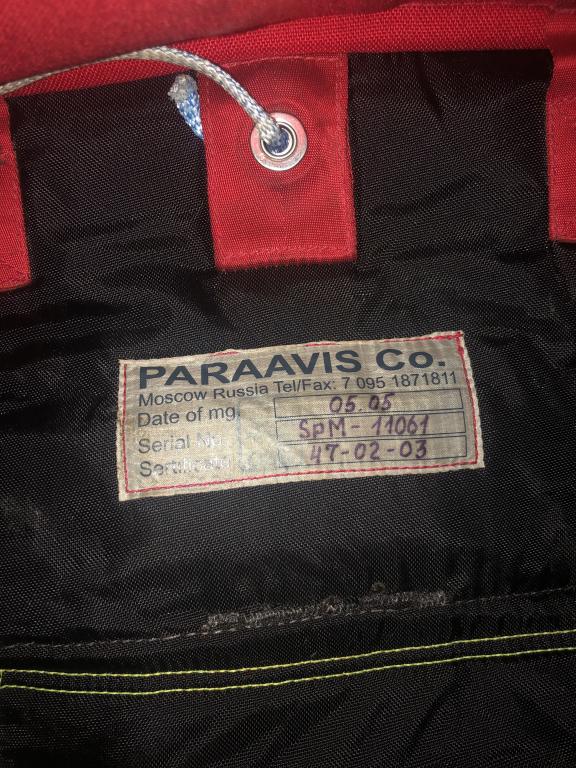 PARAAVIS Co.
Moscow Russia Tel/Fax: 7 095 1871811
Date of mg. 05.05
Serial No. SPM-11061
Sertificate 47-02-03